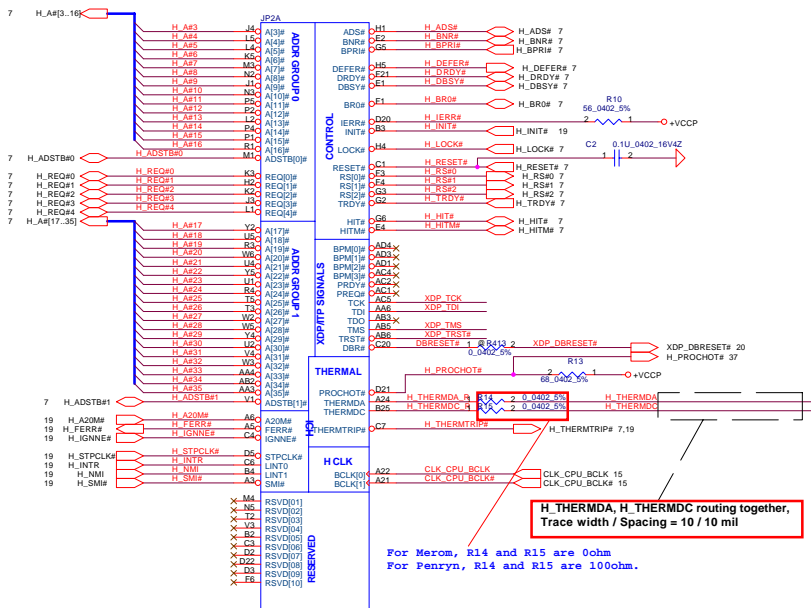 JP2A
7 H_A#[3..16]
H_A#3 J4 A[3]#
H_A#4 L5 A[4]#
H_A#5 L4 A[5]#
H_A#6 K5 A[6]#
H_A#7 M3 A[7]#
H_A#8 N2 A[8]#
H_A#9 J1 A[9]#
H_A#10 N3 A[10]#
H_A#11 P5 A[11]#
H_A#12 P2 A[12]#
H_A#13 L2 A[13]#
H_A#14 P4 A[14]#
H_A#15 P1 A[15]#
H_A#16 R1 A[16]#
7 H_ADSTB#0 H_ADSTB#0 M1 ADSTB[0]#
7 H_REQ#0 H_REQ#0 K3 REQ[0]#
7 H_REQ#1 H_REQ#1 H2 REQ[1]#
7 H_REQ#2 H_REQ#2 K2 REQ[2]#
7 H_REQ#3 H_REQ#3 J3 REQ[3]#
7 H_REQ#4 H_REQ#4 L1 REQ[4]#
7 H_A#[17..35]
H_A#17 Y2 A[17]#
H_A#18 U5 A[18]#
H_A#19 R3 A[19]#
H_A#20 W6 A[20]#
H_A#21 U4 A[21]#
H_A#22 Y5 A[22]#
H_A#23 U1 A[23]#
H_A#24 R4 A[24]#
H_A#25 T5 A[25]#
H_A#26 T3 A[26]#
H_A#27 W2 A[27]#
H_A#28 W5 A[28]#
H_A#29 Y4 A[29]#
H_A#30 U2 A[30]#
H_A#31 V4 A[31]#
H_A#32 W3 A[32]#
H_A#33 AA4 A[33]#
H_A#34 AB2 A[34]#
H_A#35 AA3 A[35]#
7 H_ADSTB#1 H_ADSTB#1 V1 ADSTB[1]#
19 H_A20M# H_A20M# A6 A20M#
19 H_FERR# H_FERR# A5 FERR#
19 H_IGNNE# H_IGNNE# C4 IGNNE#
19 H_STPCLK# H_STPCLK# D5 STPCLK#
19 H_INTR H_INTR C6 LINT0
19 H_NMI H_NMI B4 LINT1
19 H_SMI# H_SMI# A3 SMI#
M4 RSVD[01]
N5 RSVD[02]
T2 RSVD[03]
V3 RSVD[04]
B2 RSVD[05]
C3 RSVD[06]
D2 RSVD[07]
D22 RSVD[08]
D3 RSVD[09]
F6 RSVD[10]
ADDR GROUP 0
ADDR GROUP 1
ICH
RESERVED
CONTROL
XDP/ITP SIGNALS
THERMAL
H CLK
ADS# H1 H_ADS# H_ADS# 7
BNR# E2 H_BNR# H_BNR# 7
BPRI# G5 H_BPRI# H_BPRI# 7
DEFER# H5 H_DEFER# H_DEFER# 7
DRDY# F21 H_DRDY# H_DRDY# 7
DBSY# E1 H_DBSY# H_DBSY# 7
BR0# F1 H_BR0# H_BR0# 7
R10
56_0402_5%
IERR# D20 H_IERR# 2 1 +VCCP
INIT# B3 H_INIT# H_INIT# 19
LOCK# H4 H_LOCK# H_LOCK# 7
C2 0.1U_0402_16V4Z
1 2
RESET# C1 H_RESET# H_RESET# 7
RS[0]# F3 H_RS#0 H_RS#0 7
RS[1]# F4 H_RS#1 H_RS#1 7
RS[2]# G3 H_RS#2 H_RS#2 7
TRDY# G2 H_TRDY# H_TRDY# 7
HIT# G6 H_HIT# H_HIT# 7
HITM# E4 H_HITM# H_HITM# 7
BPM[0]# AD4
BPM[1]# AD3
BPM[2]# AD1
BPM[3]# AC4
PRDY# AC2
PREQ# AC1
TCK AC5 XDP_TCK
TDI AA6 XDP_TDI
TDO AB3
TMS AB5 XDP_TMS
TRST# AB6 XDP_TRST#
DBR# C20 DBRESET# 1 @ R413 2 XDP_DBRESET# XDP_DBRESET# 20
0_0402_5%
H_PROCHOT# 37
R13
PROCHOT# D21 H_PROCHOT# 2 1 +VCCP
68_0402_5%
THERMDA A24 H_THERMDA_R 1 R14 2 0_0402_5% H_THERMDA
THERMDC B25 H_THERMDC_R 1 R15 2 0_0402_5% H_THERMDC
THERMTRIP# C7 H_THERMTRIP# H_THERMTRIP# 7,19
BCLK[0] A22 CLK_CPU_BCLK CLK_CPU_BCLK 15
BCLK[1] A21 CLK_CPU_BCLK# CLK_CPU_BCLK# 15
H_THERMDA, H_THERMDC routing together,
Trace width / Spacing = 10 / 10 mil
For Merom, R14 and R15 are 0ohm
For Penryn, R14 and R15 are 100ohm.